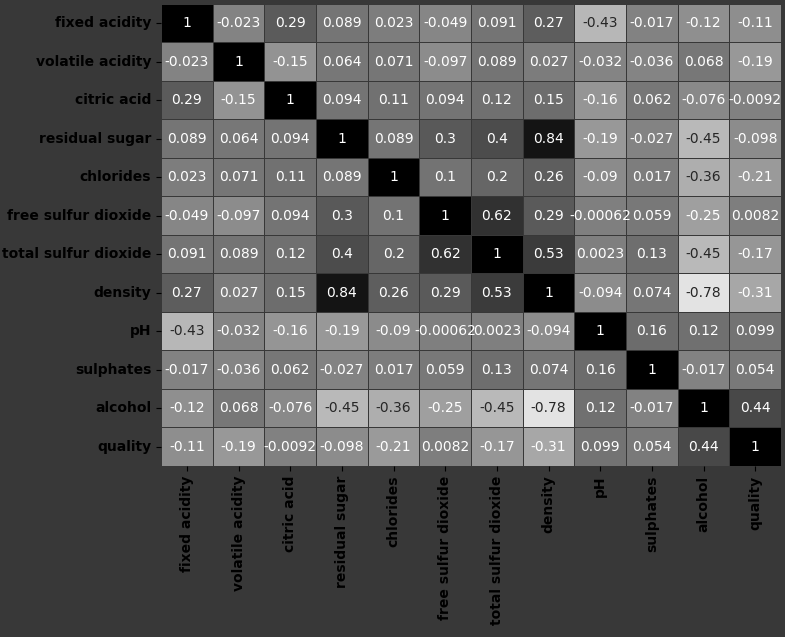 fixed acidity 1 -0.023 0.29 0.089 0.023 -0.049 0.091 0.27 -0.43 -0.017 -0.12 -0.11
volatile acidity -0.023 1 -0.15 0.064 0.071 -0.097 0.089 0.027 -0.032 -0.036 0.068 -0.19
citric acid 0.29 -0.15 1 0.094 0.11 0.094 0.12 0.15 -0.16 0.062 -0.076 -0.0092
residual sugar 0.089 0.064 0.094 1 0.089 0.3 0.4 0.84 -0.19 -0.027 -0.45 -0.098
chlorides 0.023 0.071 0.11 0.089 1 0.1 0.2 0.26 -0.09 0.017 -0.36 -0.21
free sulfur dioxide -0.049 -0.097 0.094 0.3 0.1 1 0.62 0.29 -0.00062 0.059 -0.25 0.0082
total sulfur dioxide 0.091 0.089 0.12 0.4 0.2 0.62 1 0.53 0.0023 0.13 -0.45 -0.17
density 0.27 0.027 0.15 0.84 0.26 0.29 0.53 1 -0.094 0.074 -0.78 -0.31
pH -0.43 -0.032 -0.16 -0.19 -0.09 -0.00062 0.0023 -0.094 1 0.16 0.12 0.099
sulphates -0.017 -0.036 0.062 -0.027 0.017 0.059 0.13 0.074 0.16 1 -0.017 0.054
alcohol -0.12 0.068 -0.076 -0.45 -0.36 -0.25 -0.45 -0.78 0.12 -0.017 1 0.44
quality -0.11 -0.19 -0.0092 -0.098 -0.21 0.0082 -0.17 -0.31 0.099 0.054 0.44 1
fixed acidity
volatile acidity
citric acid
residual sugar
chlorides
free sulfur dioxide
total sulfur dioxide
density
pH
sulphates
alcohol
quality